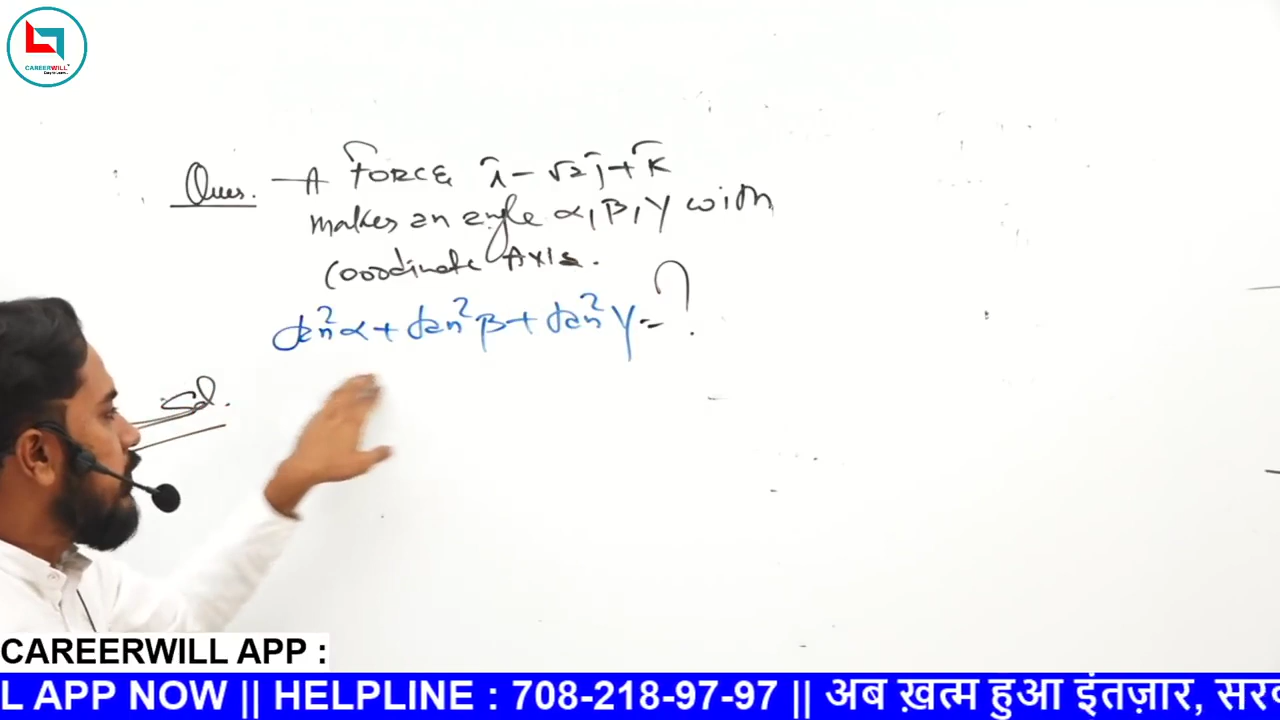 CAREERWILL
Ques. - A FORCE î - √2ĵ + k̂
makes an angle α, β, γ with
Coordinate Axis.
tan²α + tan²β + tan²γ = ?
Sol.
CAREERWILL APP :
L APP NOW || HELPLINE : 708-218-97-97 || अब ख़त्म हुआ इंतज़ार, सरक